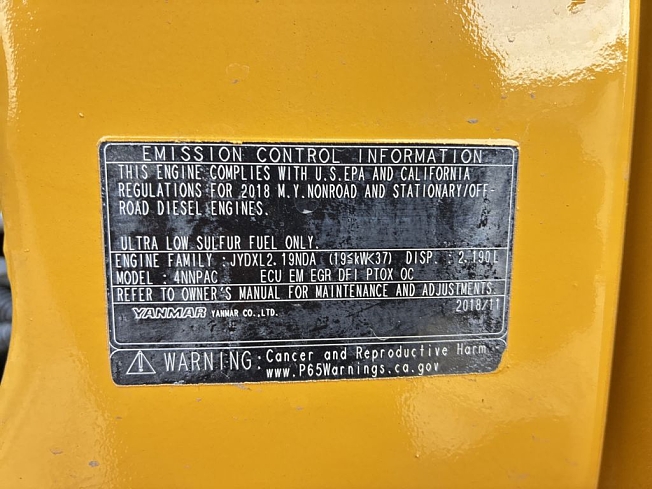 EMISSION CONTROL INFORMATION
THIS ENGINE COMPLIES WITH U.S.EPA AND CALIFORNIA
REGULATIONS FOR 2018 M.Y.NONROAD AND STATIONARY/OFF-
ROAD DIESEL ENGINES.
ULTRA LOW SULFUR FUEL ONLY.
ENGINE FAMILY : JYDXL2.19NDA (19≤kW<37) DISP. : 2.190L
MODEL : 4NNPAC ECU EM EGR DFI PTOX OC
REFER TO OWNER'S MANUAL FOR MAINTENANCE AND ADJUSTMENTS.
YANMAR YANMAR CO.,LTD. 2018/11
WARNING: Cancer and Reproductive Harm
www.P65Warnings.ca.gov